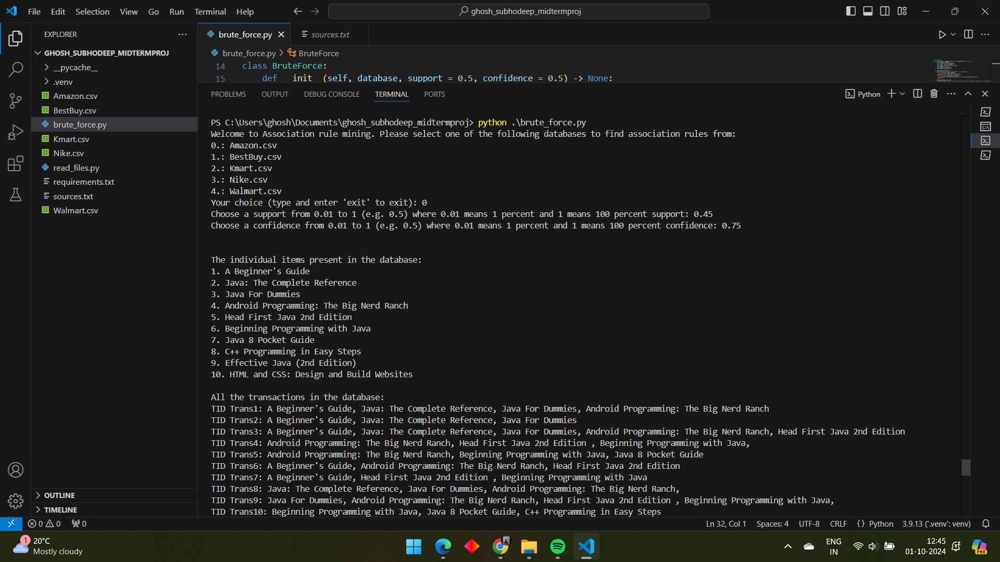 File Edit Selection View Go Run Terminal Help
ghosh_subhodeep_midtermproj
EXPLORER
GHOSH_SUBHODEEP_MIDTERMPROJ
__pycache__
.venv
Amazon.csv
BestBuy.csv
brute_force.py
Kmart.csv
Nike.csv
read_files.py
requirements.txt
sources.txt
Walmart.csv
OUTLINE
TIMELINE
brute_force.py sources.txt
brute_force.py > BruteForce
14 class BruteForce:
15 def __init__(self, database, support = 0.5, confidence = 0.5) -> None:
PROBLEMS OUTPUT DEBUG CONSOLE TERMINAL PORTS
Python
PS C:\Users\ghosh\Documents\ghosh_subhodeep_midtermproj> python .\brute_force.py
Welcome to Association rule mining. Please select one of the following databases to find association rules from:
0.: Amazon.csv
1.: BestBuy.csv
2.: Kmart.csv
3.: Nike.csv
4.: Walmart.csv
Your choice (type and enter 'exit' to exit): 0
Choose a support from 0.01 to 1 (e.g. 0.5) where 0.01 means 1 percent and 1 means 100 percent support: 0.45
Choose a confidence from 0.01 to 1 (e.g. 0.5) where 0.01 means 1 percent and 1 means 100 percent confidence: 0.75
The individual items present in the database:
1. A Beginner's Guide
2. Java: The Complete Reference
3. Java For Dummies
4. Android Programming: The Big Nerd Ranch
5. Head First Java 2nd Edition
6. Beginning Programming with Java
7. Java 8 Pocket Guide
8. C++ Programming in Easy Steps
9. Effective Java (2nd Edition)
10. HTML and CSS: Design and Build Websites
All the transactions in the database:
TID Trans1: A Beginner's Guide, Java: The Complete Reference, Java For Dummies, Android Programming: The Big Nerd Ranch
TID Trans2: A Beginner's Guide, Java: The Complete Reference, Java For Dummies
TID Trans3: A Beginner's Guide, Java: The Complete Reference, Java For Dummies, Android Programming: The Big Nerd Ranch, Head First Java 2nd Edition
TID Trans4: Android Programming: The Big Nerd Ranch, Head First Java 2nd Edition , Beginning Programming with Java,
TID Trans5: Android Programming: The Big Nerd Ranch, Beginning Programming with Java, Java 8 Pocket Guide
TID Trans6: A Beginner's Guide, Android Programming: The Big Nerd Ranch, Head First Java 2nd Edition
TID Trans7: A Beginner's Guide, Head First Java 2nd Edition , Beginning Programming with Java
TID Trans8: Java: The Complete Reference, Java For Dummies, Android Programming: The Big Nerd Ranch,
TID Trans9: Java For Dummies, Android Programming: The Big Nerd Ranch, Head First Java 2nd Edition , Beginning Programming with Java,
TID Trans10: Beginning Programming with Java, Java 8 Pocket Guide, C++ Programming in Easy Steps
0 0 0
Ln 32, Col 1 Spaces: 4 UTF-8 CRLF {} Python 3.9.13 ('.venv': venv)
1
20°C
Mostly cloudy
ENG
IN
12:45
01-10-2024
PRE